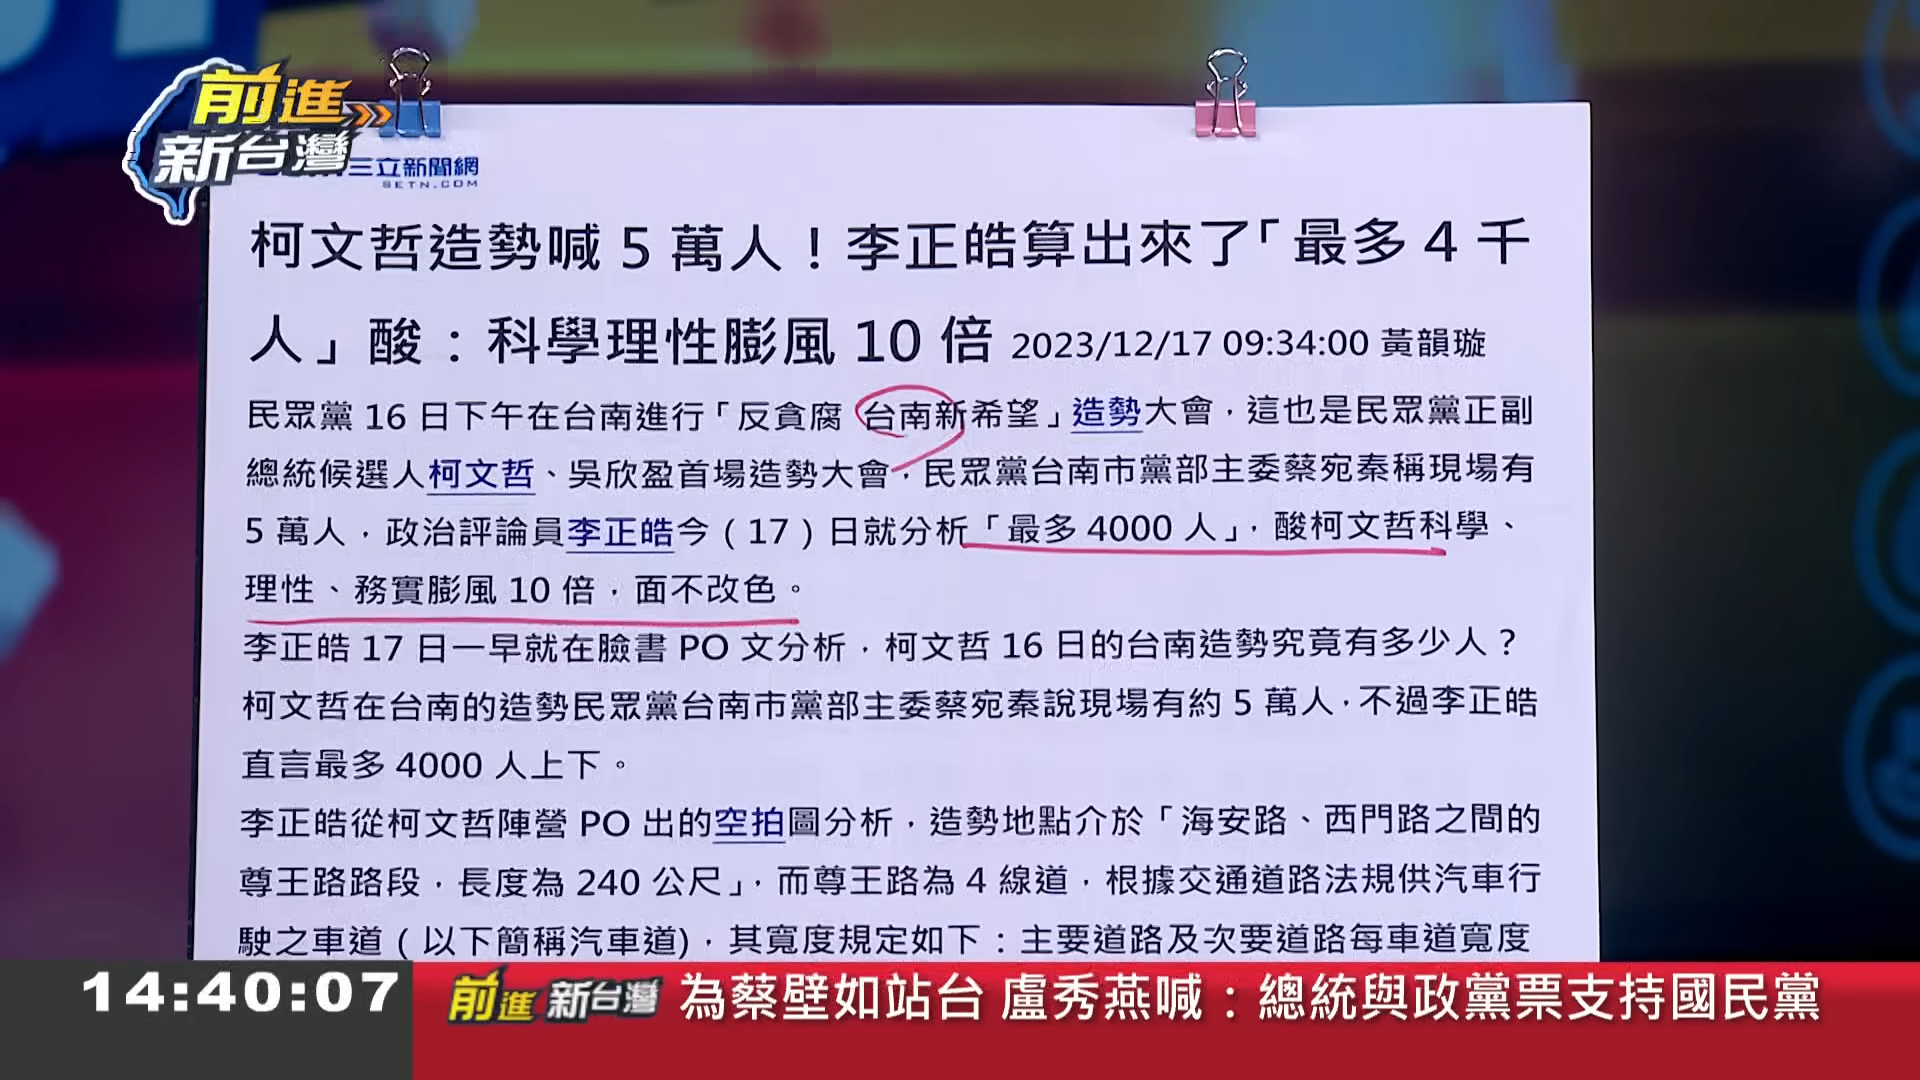 前進
新台灣
三立新聞網
SETN.COM
柯文哲造勢喊 5 萬人！李正皓算出來了「最多 4 千
人」酸：科學理性膨風 10 倍 2023/12/17 09:34:00 黃韻璇
民眾黨 16 日下午在台南進行「反貪腐 台南新希望」造勢大會，這也是民眾黨正副
總統候選人柯文哲、吳欣盈首場造勢大會，民眾黨台南市黨部主委蔡宛秦稱現場有
5 萬人，政治評論員李正皓今（17）日就分析「最多 4000 人」，酸柯文哲科學、
理性、務實膨風 10 倍，面不改色。
李正皓 17 日一早就在臉書 PO 文分析，柯文哲 16 日的台南造勢究竟有多少人？
柯文哲在台南的造勢民眾黨台南市黨部主委蔡宛秦說現場有約 5 萬人，不過李正皓
直言最多 4000 人上下。
李正皓從柯文哲陣營 PO 出的空拍圖分析，造勢地點介於「海安路、西門路之間的
尊王路路段，長度為 240 公尺」，而尊王路為 4 線道，根據交通道路法規供汽車行
駛之車道（以下簡稱汽車道)，其寬度規定如下：主要道路及次要道路每車道寬度
14:40:07 前進新台灣 為蔡壁如站台 盧秀燕喊：總統與政黨票支持國民黨